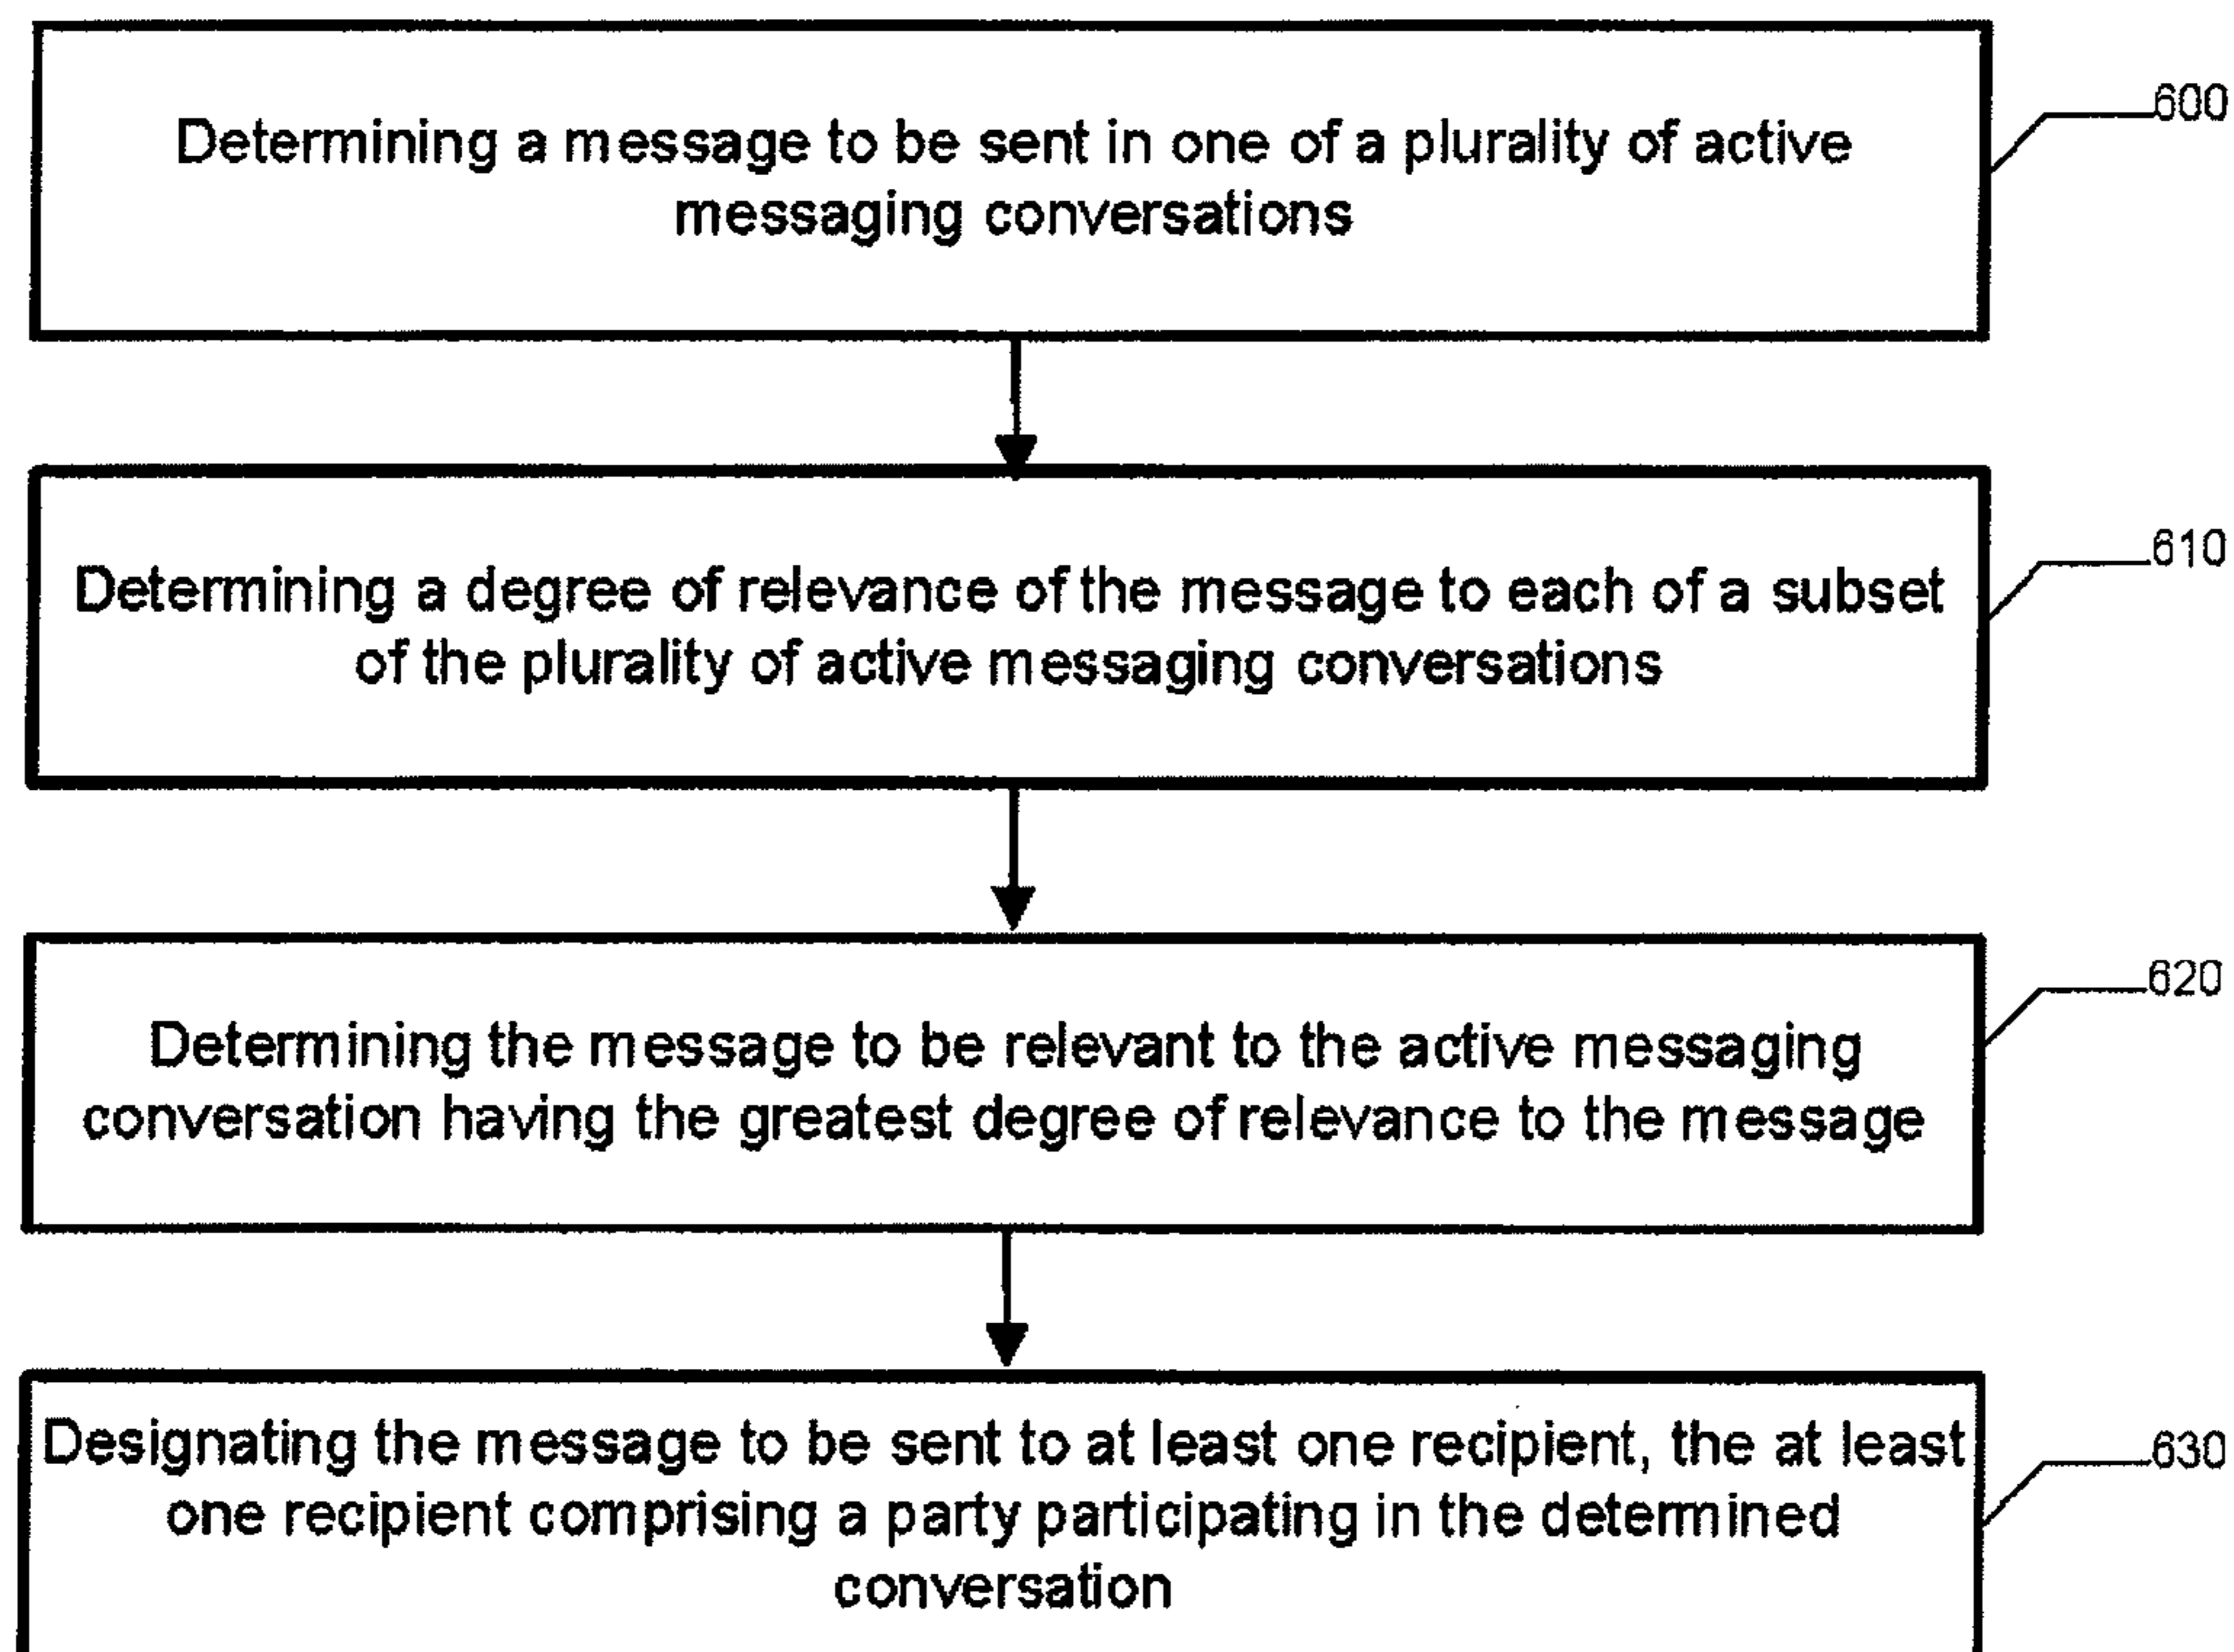 Determining a message to be sent in one of a plurality of active
messaging conversations
600
Determining a degree of relevance of the message to each of a subset
of the plurality of active messaging conversations
610
Determining the message to be relevant to the active messaging
conversation having the greatest degree of relevance to the message
620
Designating the message to be sent to at least one recipient, the at least
one recipient comprising a party participating in the determined
conversation
630